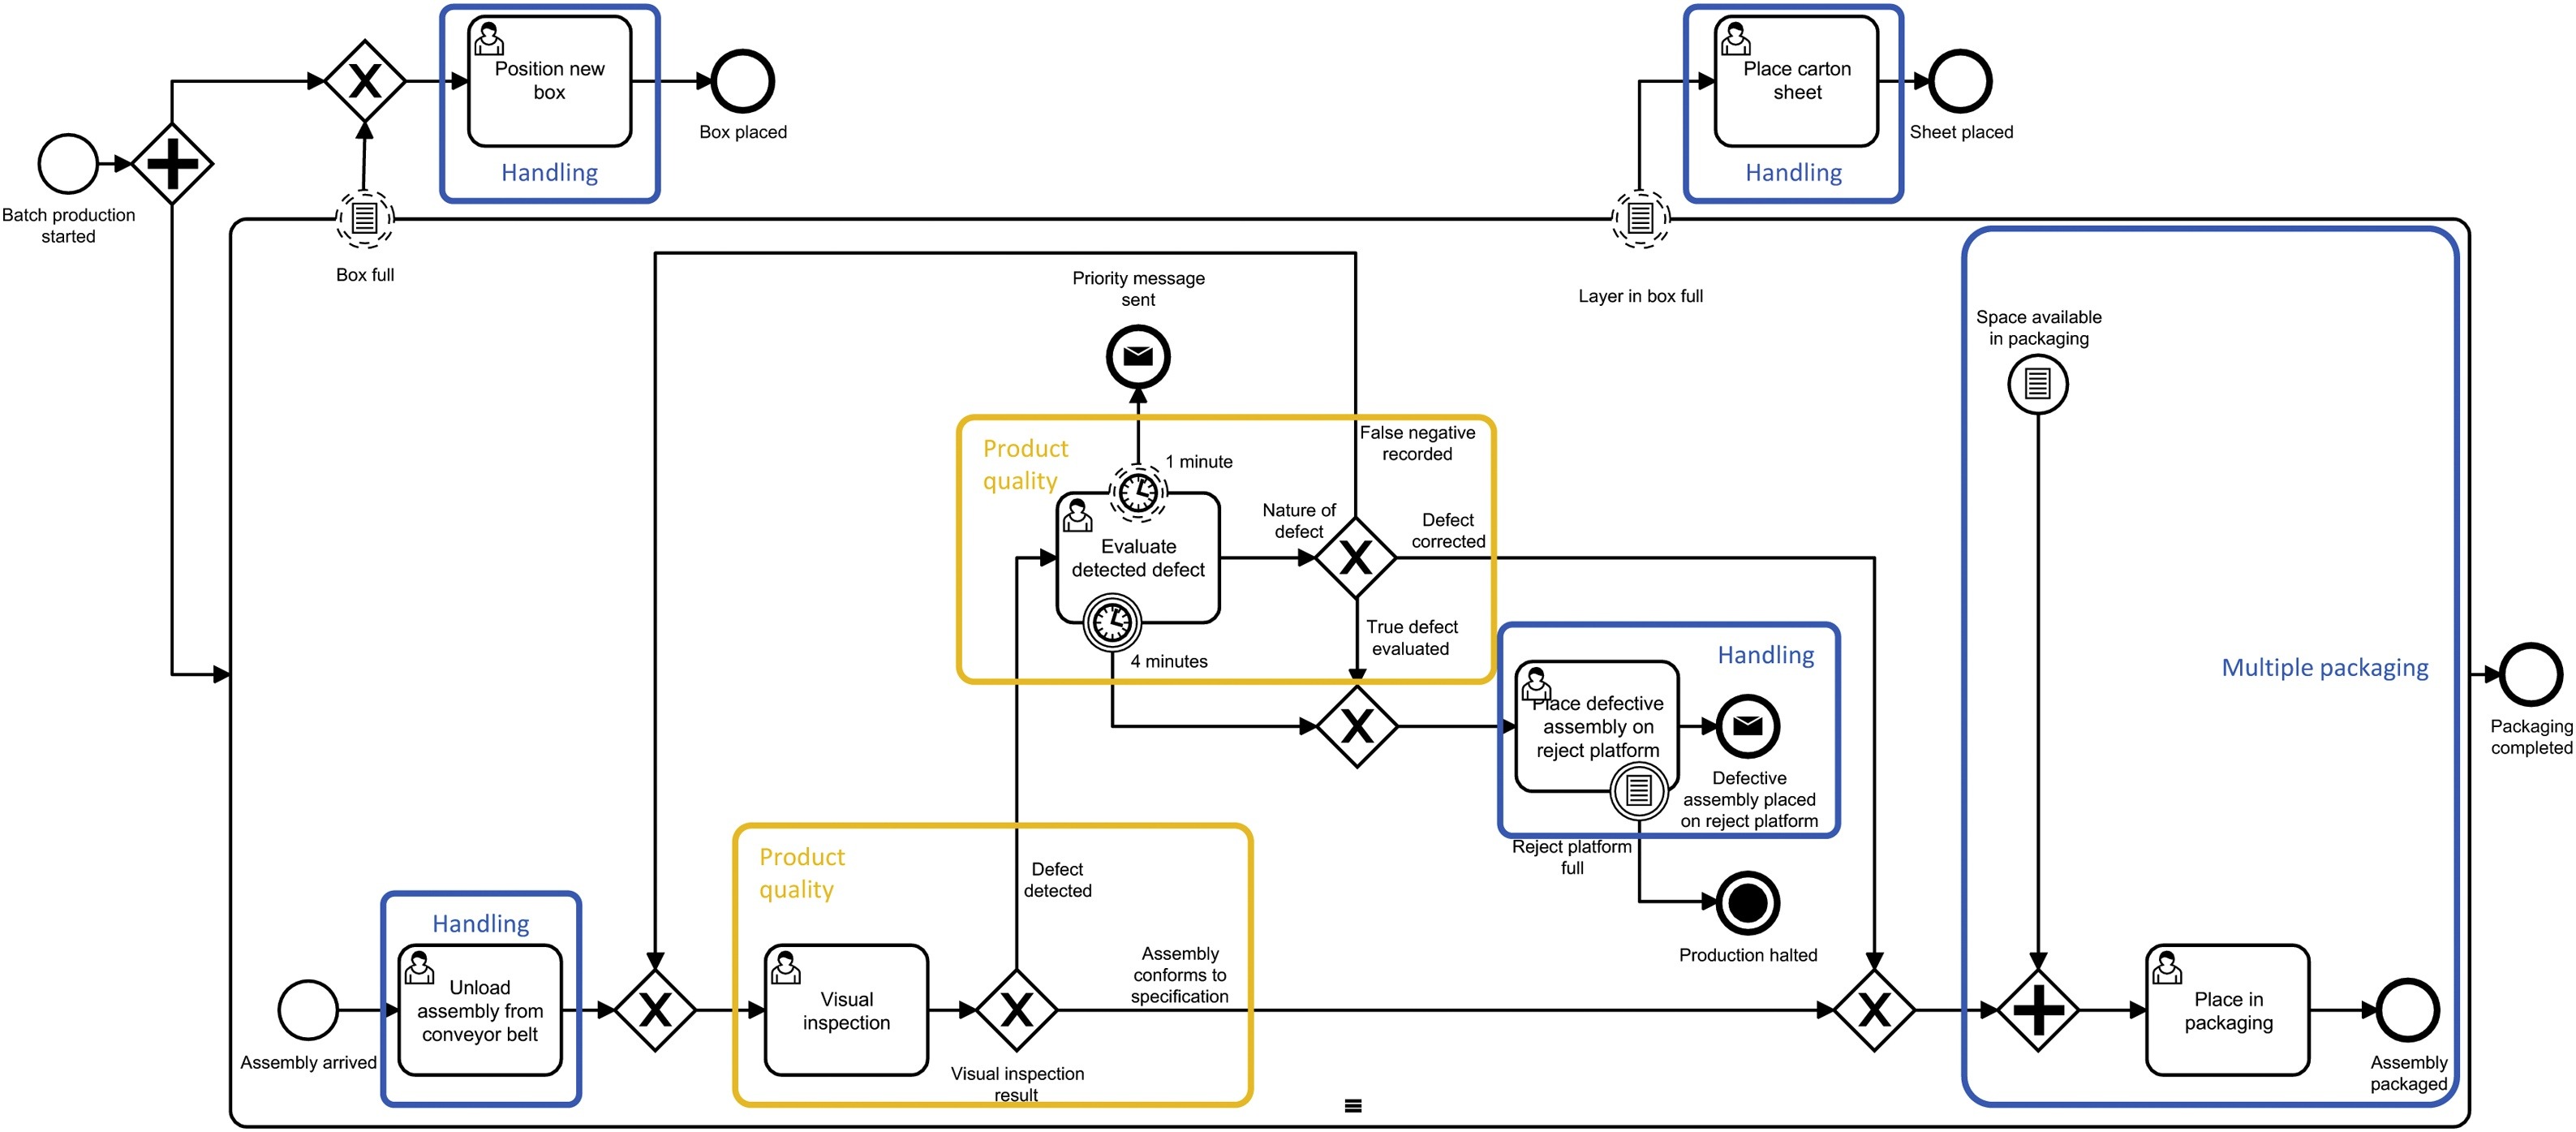 Position new
box
Handling
Box placed
Place carton
sheet
Handling
Sheet placed
Batch production
started
Box full
Layer in box full
Priority message
sent
Space available
in packaging
Product
quality
1 minute
False negative
recorded
Nature of
defect
Defect
corrected
Evaluate
detected defect
4 minutes
True defect
evaluated
Handling
Place defective
assembly on
reject platform
Defective
assembly placed
on reject platform
Reject platform
full
Production halted
Multiple packaging
Packaging
completed
Product
quality
Defect
detected
Assembly
conforms to
specification
Handling
Unload
assembly from
conveyor belt
Assembly arrived
Visual
inspection
Visual inspection
result
Place in
packaging
Assembly
packaged